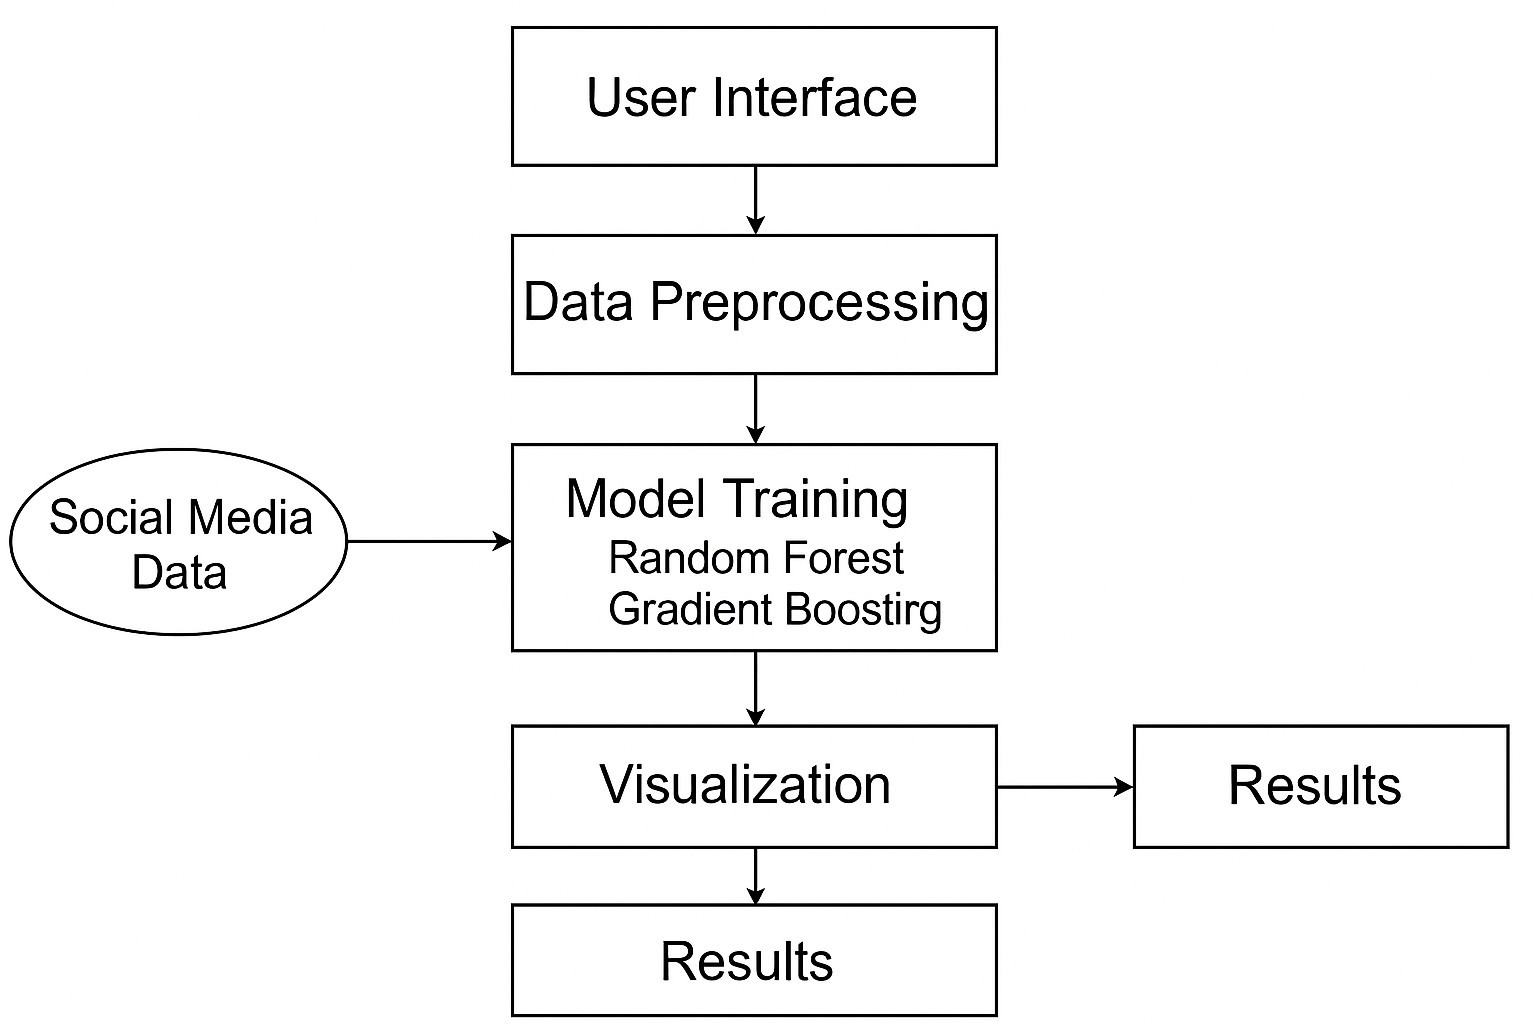 User Interface
Data Preprocessing
Social Media
Data
Model Training
Random Forest
Gradient Boostirg
Visualization
Results
Results